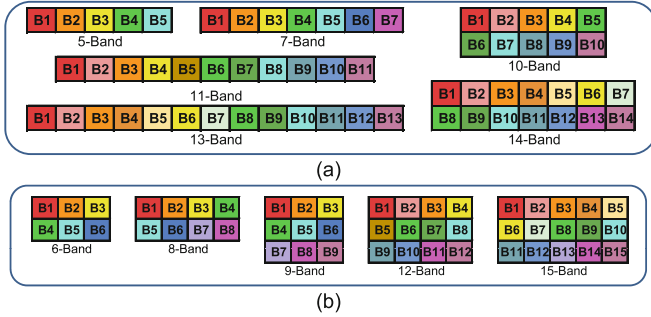 B1 B2 B3 B4 B5
5-Band
B1 B2 B3 B4 B5 B6 B7
7-Band
B1 B2 B3 B4 B5
B6 B7 B8 B9 B10
10-Band
B1 B2 B3 B4 B5 B6 B7 B8 B9 B10 B11
11-Band
B1 B2 B3 B4 B5 B6 B7 B8 B9 B10 B11 B12 B13
13-Band
B1 B2 B3 B4 B5 B6 B7
B8 B9 B10 B11 B12 B13 B14
14-Band
(a)
B1 B2 B3
B4 B5 B6
6-Band
B1 B2 B3 B4
B5 B6 B7 B8
8-Band
B1 B2 B3
B4 B5 B6
B7 B8 B9
9-Band
B1 B2 B3 B4
B5 B6 B7 B8
B9 B10 B11 B12
12-Band
B1 B2 B3 B4 B5
B6 B7 B8 B9 B10
B11 B12 B13 B14 B15
15-Band
(b)